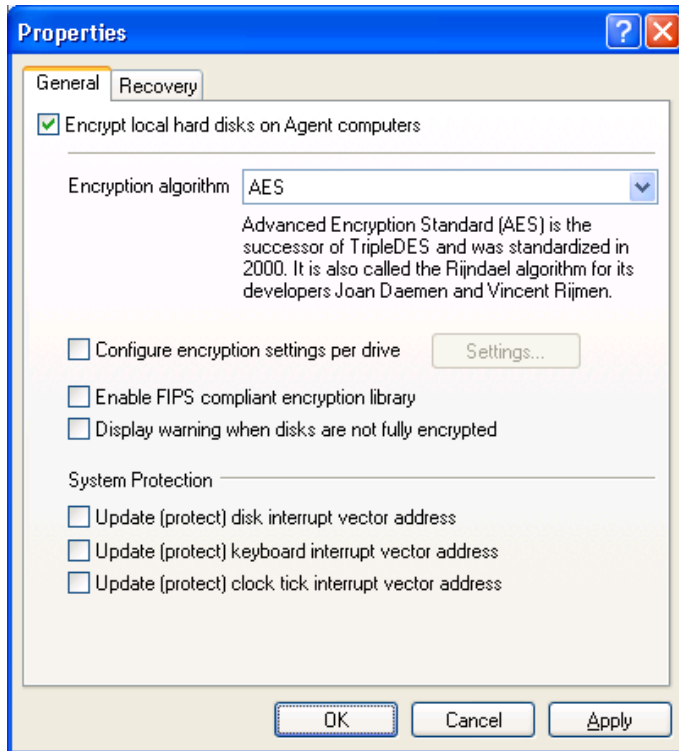 Properties
General Recovery
Encrypt local hard disks on Agent computers
Encryption algorithm AES
Advanced Encryption Standard (AES) is the
successor of TripleDES and was standardized in
2000. It is also called the Rijndael algorithm for its
developers Joan Daemen and Vincent Rijmen.
Configure encryption settings per drive Settings...
Enable FIPS compliant encryption library
Display warning when disks are not fully encrypted
System Protection
Update (protect) disk interrupt vector address
Update (protect) keyboard interrupt vector address
Update (protect) clock tick interrupt vector address
OK Cancel Apply